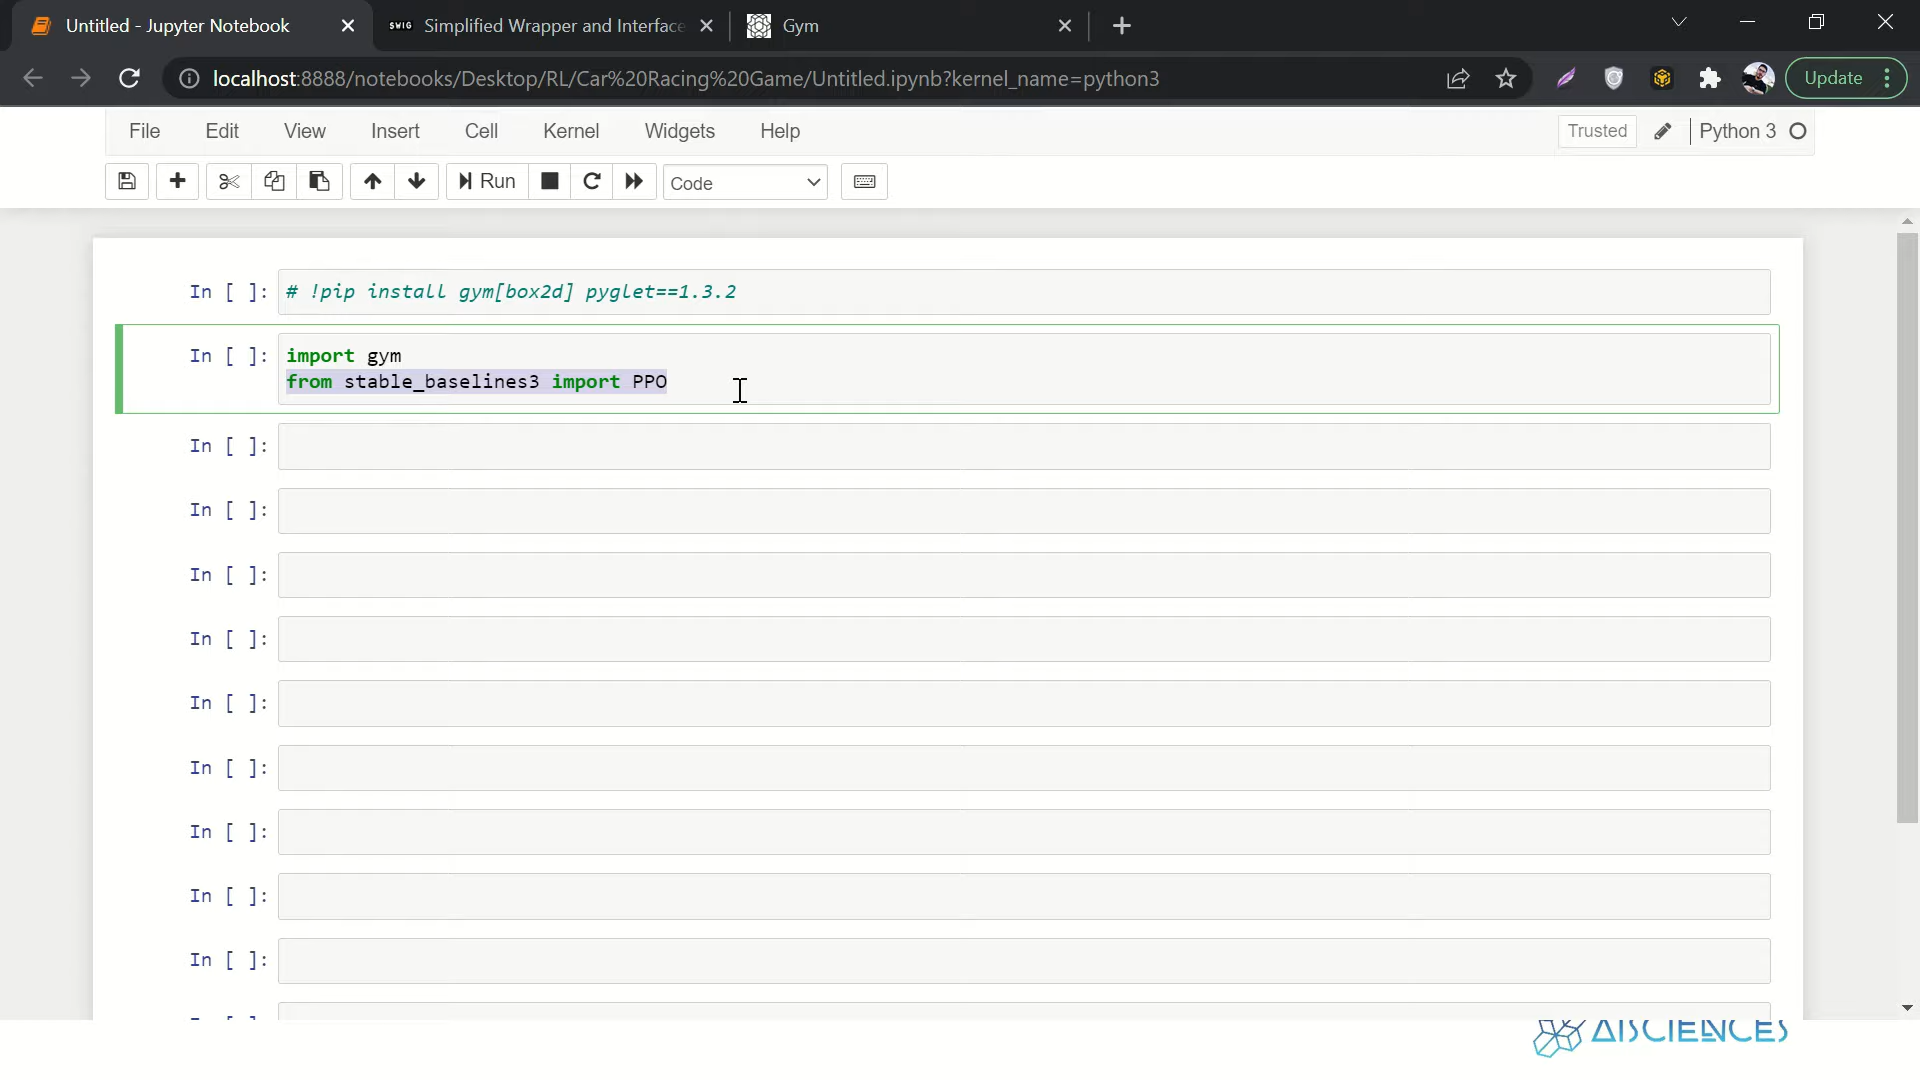 Untitled - Jupyter Notebook
SWIG Simplified Wrapper and Interface
Gym
localhost:8888/notebooks/Desktop/RL/Car%20Racing%20Game/Untitled.ipynb?kernel_name=python3
Update
File Edit View Insert Cell Kernel Widgets Help
Trusted
Python 3
Run
Code
In [ ]: # !pip install gym[box2d] pyglet==1.3.2
In [ ]: import gym
from stable_baselines3 import PPO
In [ ]:
In [ ]:
In [ ]:
In [ ]:
In [ ]:
In [ ]:
In [ ]:
In [ ]:
In [ ]:
AISCIENCES